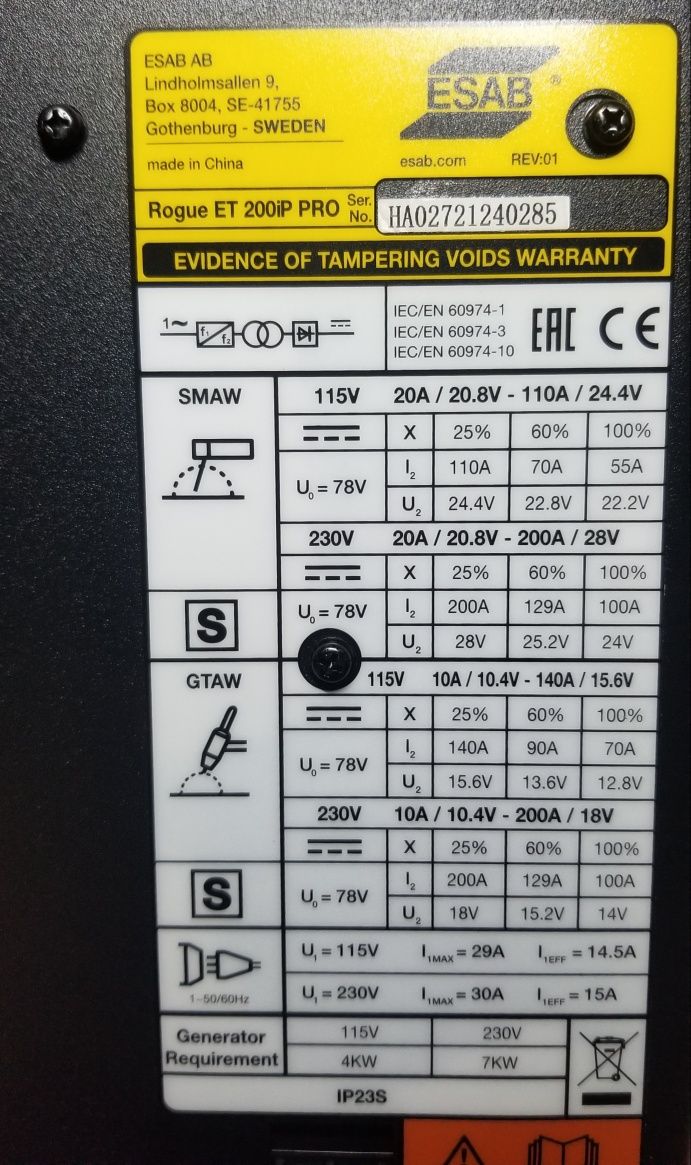 ESAB AB
Lindholmsallen 9,
Box 8004, SE-41755
Gothenburg - SWEDEN
made in China
ESAB ®
esab.com REV:01
Rogue ET 200iP PRO Ser. No. HA02721240285
EVIDENCE OF TAMPERING VOIDS WARRANTY
1~ f₁ f₂
IEC/EN 60974-1
IEC/EN 60974-3
IEC/EN 60974-10
EAC CE
SMAW 115V 20A / 20.8V - 110A / 24.4V
X 25% 60% 100%
U₀ = 78V
I₂ 110A 70A 55A
U₂ 24.4V 22.8V 22.2V
230V 20A / 20.8V - 200A / 28V
X 25% 60% 100%
S U₀ = 78V
I₂ 200A 129A 100A
U₂ 28V 25.2V 24V
GTAW 115V 10A / 10.4V - 140A / 15.6V
X 25% 60% 100%
U₀ = 78V
I₂ 140A 90A 70A
U₂ 15.6V 13.6V 12.8V
230V 10A / 10.4V - 200A / 18V
X 25% 60% 100%
S U₀ = 78V
I₂ 200A 129A 100A
U₂ 18V 15.2V 14V
U₁ = 115V I₁MAX = 29A I₁EFF = 14.5A
1~50/60Hz
U₁ = 230V I₁MAX = 30A I₁EFF = 15A
Generator Requirement
115V 230V
4KW 7KW
IP23S